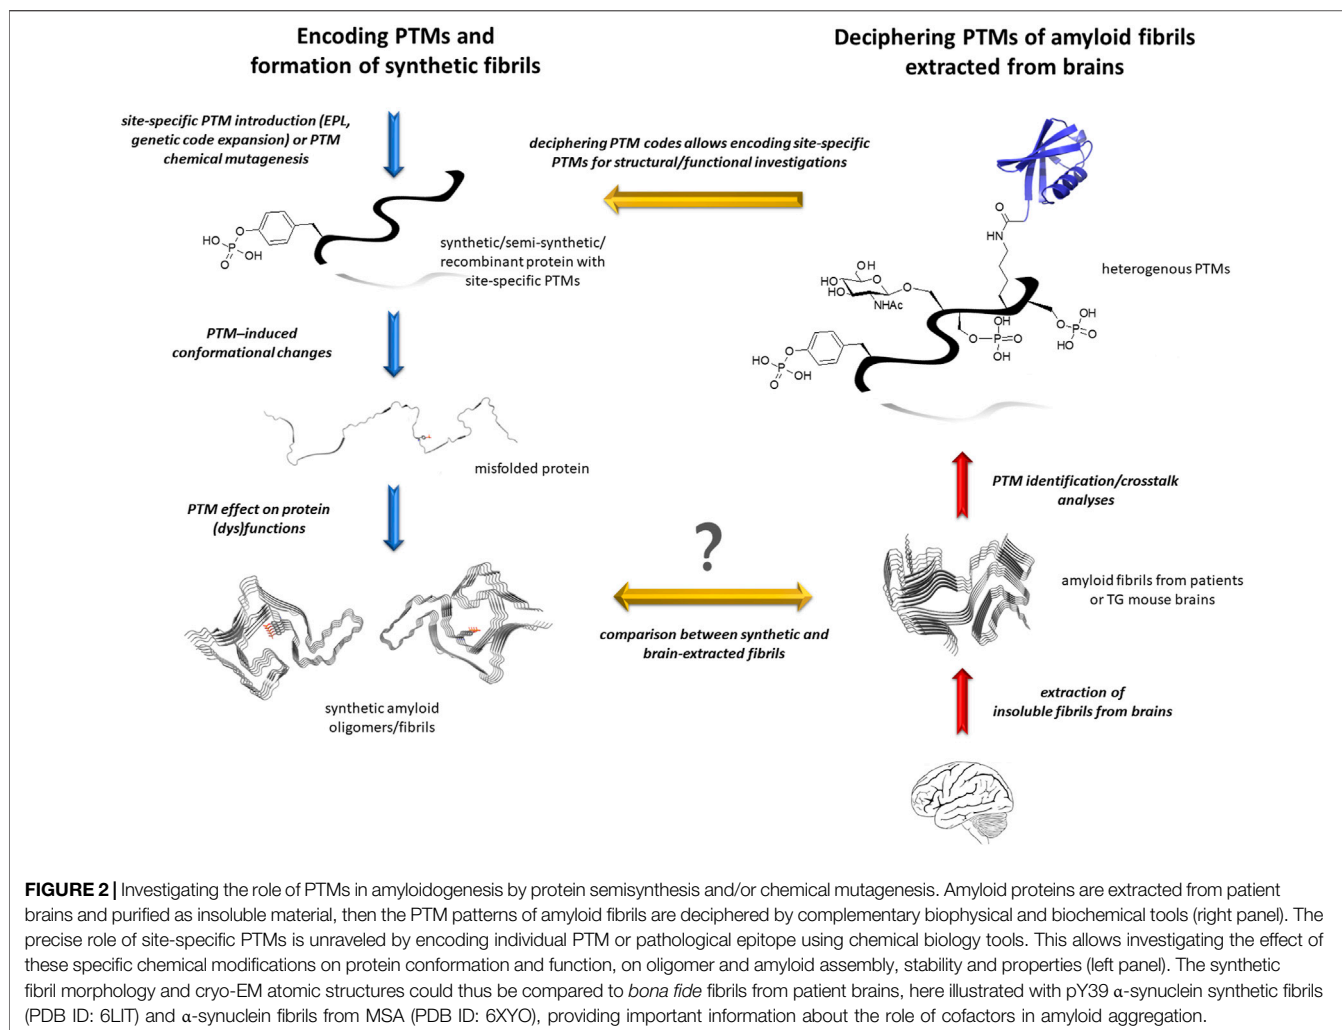 Encoding PTMs and
formation of synthetic fibrils
site-specific PTM introduction (EPL,
genetic code expansion) or PTM
chemical mutagenesis
HO
O
P
O
OH
synthetic/semi-synthetic/
recombinant protein with
site-specific PTMs
PTM–induced
conformational changes
misfolded protein
PTM effect on protein
(dys)functions
synthetic amyloid
oligomers/fibrils
deciphering PTM codes allows encoding site-specific
PTMs for structural/functional investigations
?
comparison between synthetic and
brain-extracted fibrils
Deciphering PTMs of amyloid fibrils
extracted from brains
O
HN
OH
HO
O
HO
O
NHAc
heterogenous PTMs
OH
O
P
O
OH
O
OH
P
O
HO
HO
O
P
O
OH
PTM identification/crosstalk
analyses
amyloid fibrils from patients
or TG mouse brains
extraction of
insoluble fibrils from brains
FIGURE 2 | Investigating the role of PTMs in amyloidogenesis by protein semisynthesis and/or chemical mutagenesis. Amyloid proteins are extracted from patient
brains and purified as insoluble material, then the PTM patterns of amyloid fibrils are deciphered by complementary biophysical and biochemical tools (right panel). The
precise role of site-specific PTMs is unraveled by encoding individual PTM or pathological epitope using chemical biology tools. This allows investigating the effect of
these specific chemical modifications on protein conformation and function, on oligomer and amyloid assembly, stability and properties (left panel). The synthetic
fibril morphology and cryo-EM atomic structures could thus be compared to bona fide fibrils from patient brains, here illustrated with pY39 α-synuclein synthetic fibrils
(PDB ID: 6LIT) and α-synuclein fibrils from MSA (PDB ID: 6XYO), providing important information about the role of cofactors in amyloid aggregation.